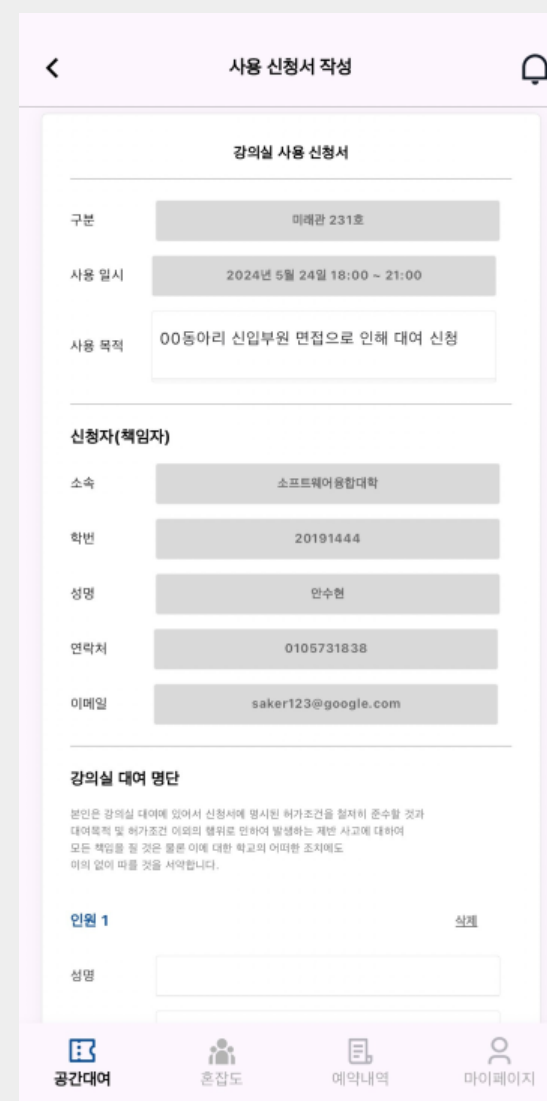 사용 신청서 작성
강의실 사용 신청서
구분 미래관 231호
사용 일시 2024년 5월 24일 18:00 ~ 21:00
사용 목적 00동아리 신입부원 면접으로 인해 대여 신청
신청자(책임자)
소속 소프트웨어융합대학
학번 20191444
성명 안수현
연락처 0105731838
이메일 saker123@google.com
강의실 대여 명단
본인은 강의실 대여에 있어서 신청서에 명시된 허가조건을 철저히 준수할 것과
대여목적 및 허가조건 이외의 행위로 인하여 발생하는 제반 사고에 대하여
모든 책임을 질 것은 물론 이에 대한 학교의 어떠한 조치에도
이의 없이 따를 것을 서약합니다.
인원 1 삭제
성명
공간대여 혼잡도 예약내역 마이페이지